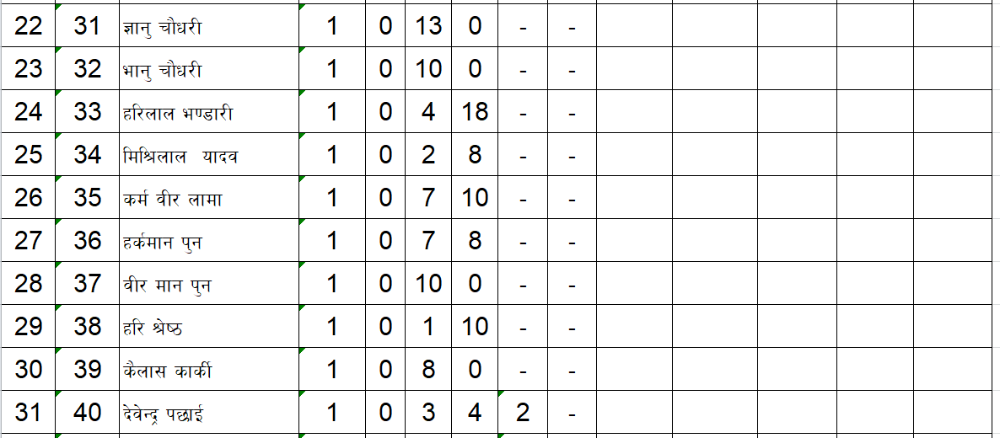 22 31 ज्ञानु चौधरी 1 0 13 0 - -
23 32 भानु चौधरी 1 0 10 0 - -
24 33 हरिलाल भण्डारी 1 0 4 18 - -
25 34 मिश्रिलाल यादव 1 0 2 8 - -
26 35 कर्म वीर लामा 1 0 7 10 - -
27 36 हर्कमान पुन 1 0 7 8 - -
28 37 वीर मान पुन 1 0 10 0 - -
29 38 हरि श्रेष्ठ 1 0 1 10 - -
30 39 कैलास कार्की 1 0 8 0 - -
31 40 देवेन्द्र पछाई 1 0 3 4 2 -